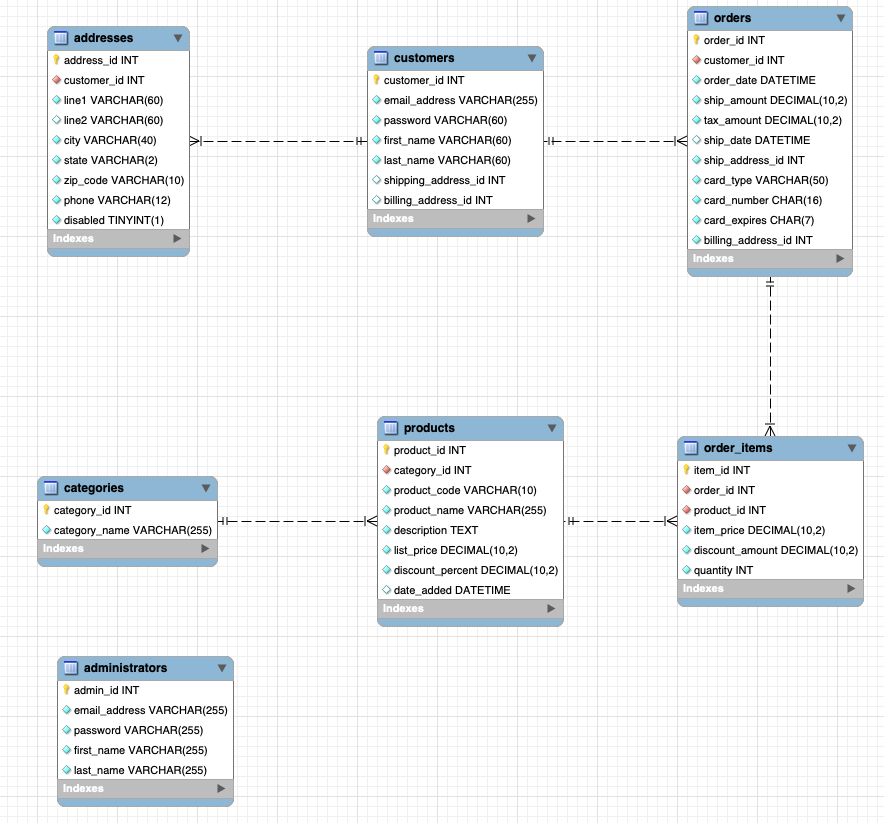 addresses
address_id INT
customer_id INT
line1 VARCHAR(60)
line2 VARCHAR(60)
city VARCHAR(40)
state VARCHAR(2)
zip_code VARCHAR(10)
phone VARCHAR(12)
disabled TINYINT(1)
Indexes
customers
customer_id INT
email_address VARCHAR(255)
password VARCHAR(60)
first_name VARCHAR(60)
last_name VARCHAR(60)
shipping_address_id INT
billing_address_id INT
Indexes
orders
order_id INT
customer_id INT
order_date DATETIME
ship_amount DECIMAL(10,2)
tax_amount DECIMAL(10,2)
ship_date DATETIME
ship_address_id INT
card_type VARCHAR(50)
card_number CHAR(16)
card_expires CHAR(7)
billing_address_id INT
Indexes
categories
category_id INT
category_name VARCHAR(255)
Indexes
products
product_id INT
category_id INT
product_code VARCHAR(10)
product_name VARCHAR(255)
description TEXT
list_price DECIMAL(10,2)
discount_percent DECIMAL(10,2)
date_added DATETIME
Indexes
order_items
item_id INT
order_id INT
product_id INT
item_price DECIMAL(10,2)
discount_amount DECIMAL(10,2)
quantity INT
Indexes
administrators
admin_id INT
email_address VARCHAR(255)
password VARCHAR(255)
first_name VARCHAR(255)
last_name VARCHAR(255)
Indexes